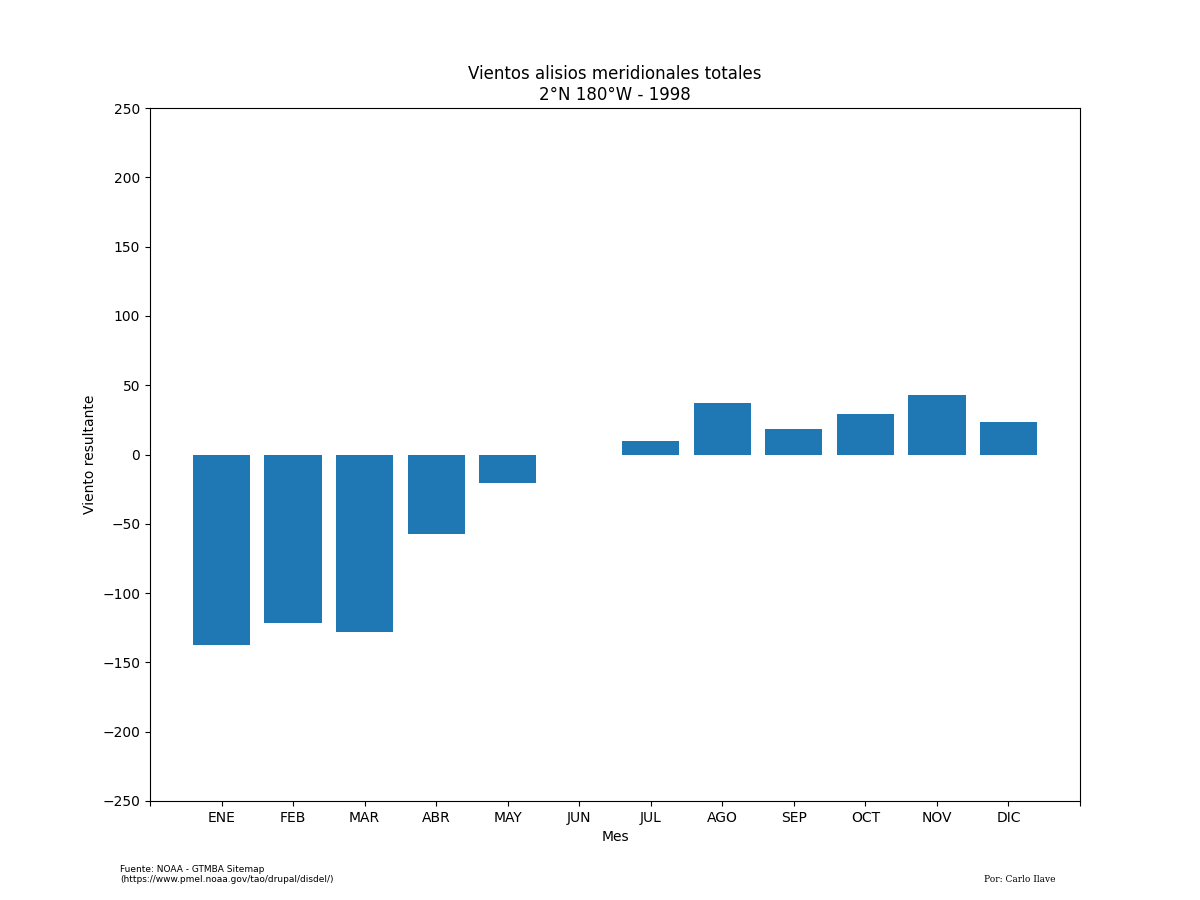 Vientos alisios meridionales totales
2°N 180°W - 1998
250
200
150
100
50
0
−50
−100
−150
−200
−250
Viento resultante
ENE FEB MAR ABR MAY JUN JUL AGO SEP OCT NOV DIC
Mes
Fuente: NOAA - GTMBA Sitemap
(https://www.pmel.noaa.gov/tao/drupal/disdel/)
Por: Carlo Ilave